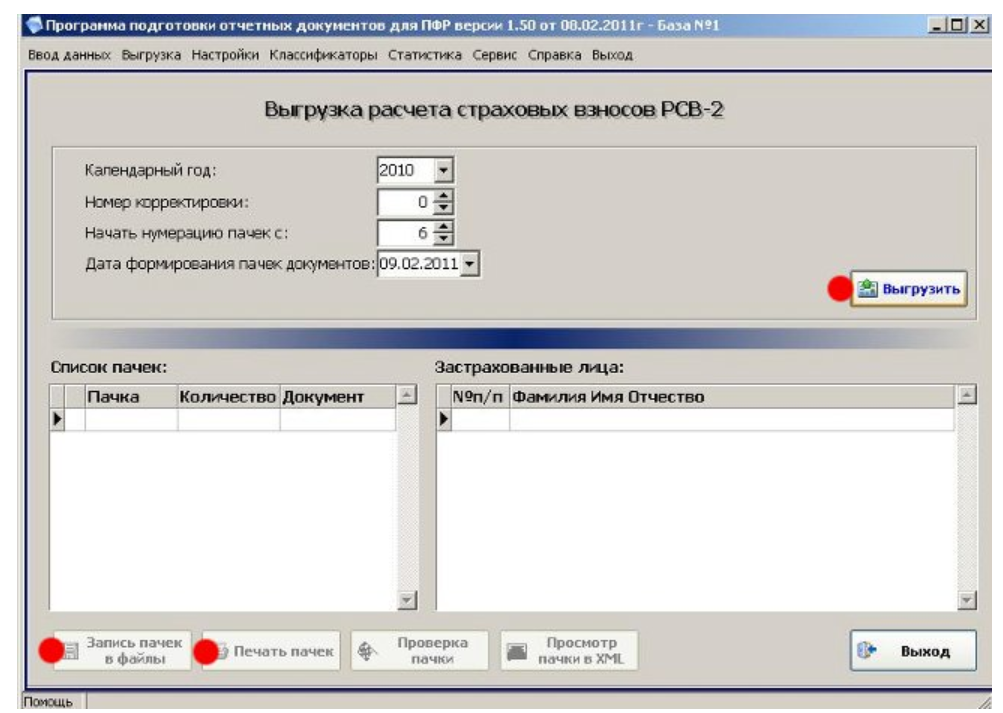 Программа подготовки отчетных документов для ПФР версии 1.50 от 08.02.2011г - База №1
Ввод данных Выгрузка Настройки Классификаторы Статистика Сервис Справка Выход
Выгрузка расчета страховых взносов РСВ-2
Календарный год: 2010
Номер корректировки: 0
Начать нумерацию пачек с: 6
Дата формирования пачек документов: 09.02.2011
Выгрузить
Список пачек: Застрахованные лица:
Пачка Количество Документ №п/п Фамилия Имя Отчество
Запись пачек в файлы Печать пачек Проверка пачки Просмотр пачки в XML Выход
Помощь